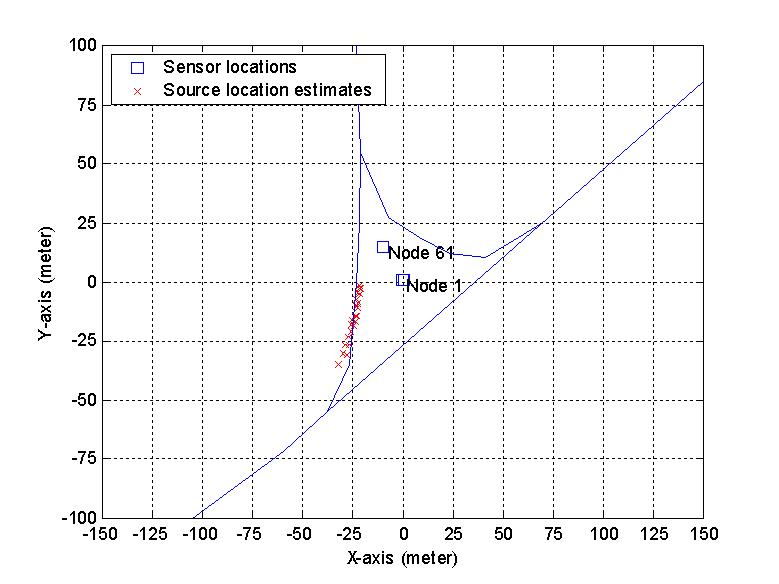 100
75
50
25
0
-25
-50
-75
-100
Y-axis (meter)
Sensor locations
Source location estimates
Node 61
Node 1
-150 -125 -100 -75 -50 -25 0 25 50 75 100 125 150
X-axis (meter)